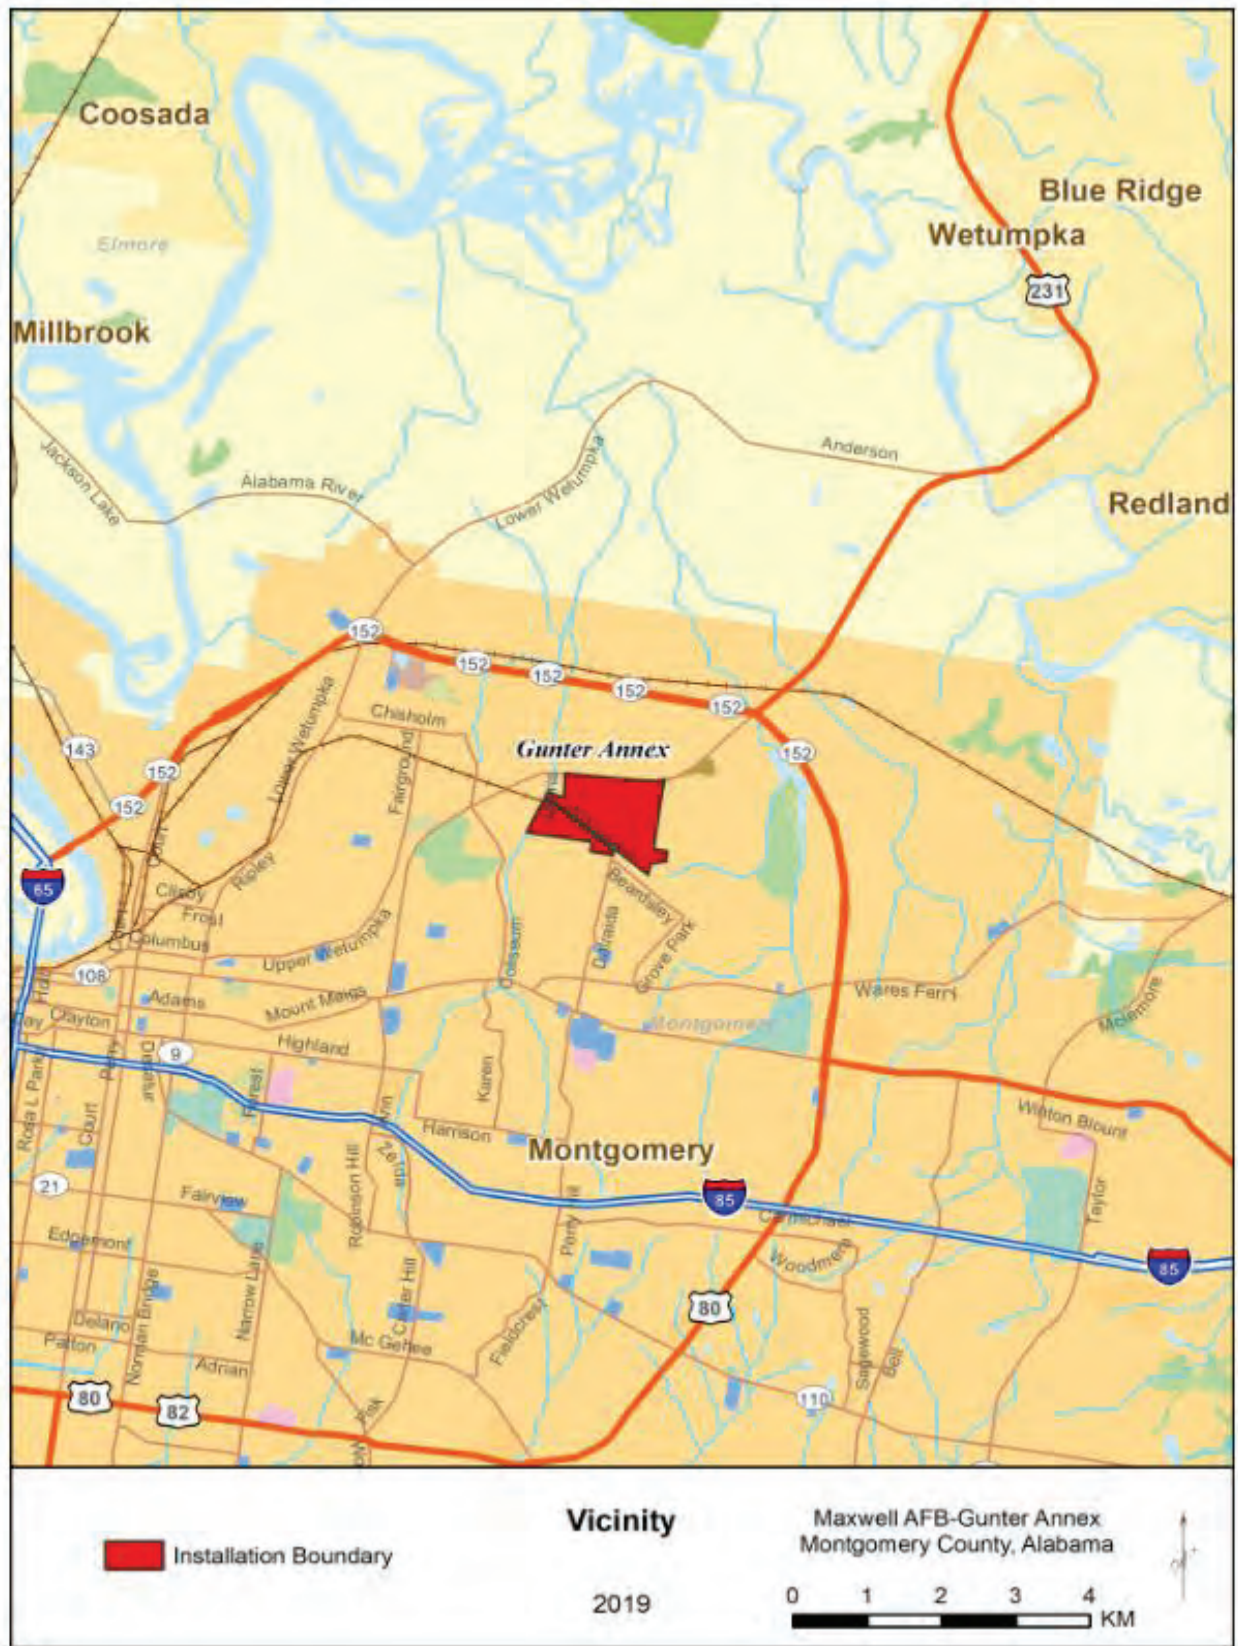 Coosada
Blue Ridge
Wetumpka
Elmore
231
Millbrook
Anderson
Jackson Lake
Alabama River
Lower Wetumpka
Redland
152
152
152
152
152
Lower Wetumpka
Chisholm
143
Gunter Annex
152
152
Fairground
152
Court
65
Ripley
Clisby
Beardsley
Frost
Columbus
Upper Wetumpka
Coliseum
Dalraida
Grove Park
108
Adams
Mount Meigs
Wares Ferry
McLemore
Clayton
Montgomery
Highland
9
Perry
Decatur
Karen
Forest
Rosa L Park
Court
Winton Blount
Harrison
Ann
Zelda
Montgomery
Robinson Hill
21
Fairview
85
Perry Hill
Carmichael
Taylor
Edgemont
Woodmere
85
Narrow Lane
Carter Hill
80
Norman Bridge
Delano
Fieldcrest
Sagewood
Patton
Mc Gehee
Bell
Adrian
80
82
110
Fisk
Installation Boundary
Vicinity
2019
Maxwell AFB-Gunter Annex
Montgomery County, Alabama
0 1 2 3 4
KM